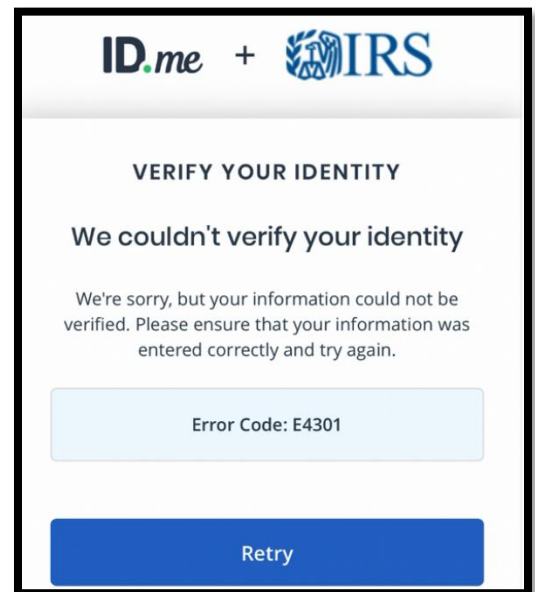 ID.me + IRS
VERIFY YOUR IDENTITY
We couldn't verify your identity
We're sorry, but your information could not be
verified. Please ensure that your information was
entered correctly and try again.
Error Code: E4301
Retry